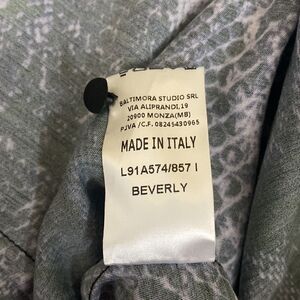 BALTIMORA STUDIO SRL
VIA ALIPRANDI,19
20900 MONZA(MB)
P.IVA /C.F. 08245430965
MADE IN ITALY
L91A574/857 I
BEVERLY